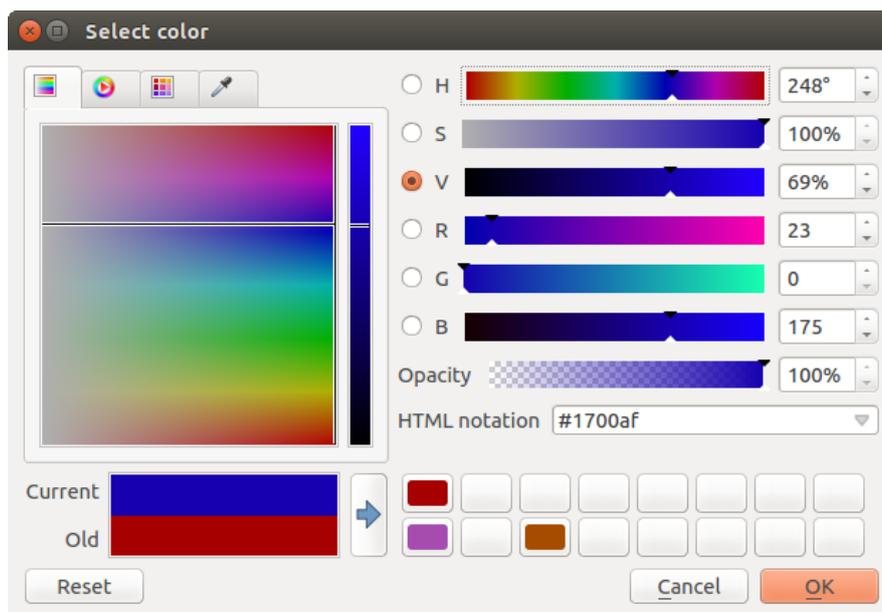 Select color
H 248°
S 100%
V 69%
R 23
G 0
B 175
Opacity 100%
HTML notation #1700af
Current
Old
Reset Cancel OK